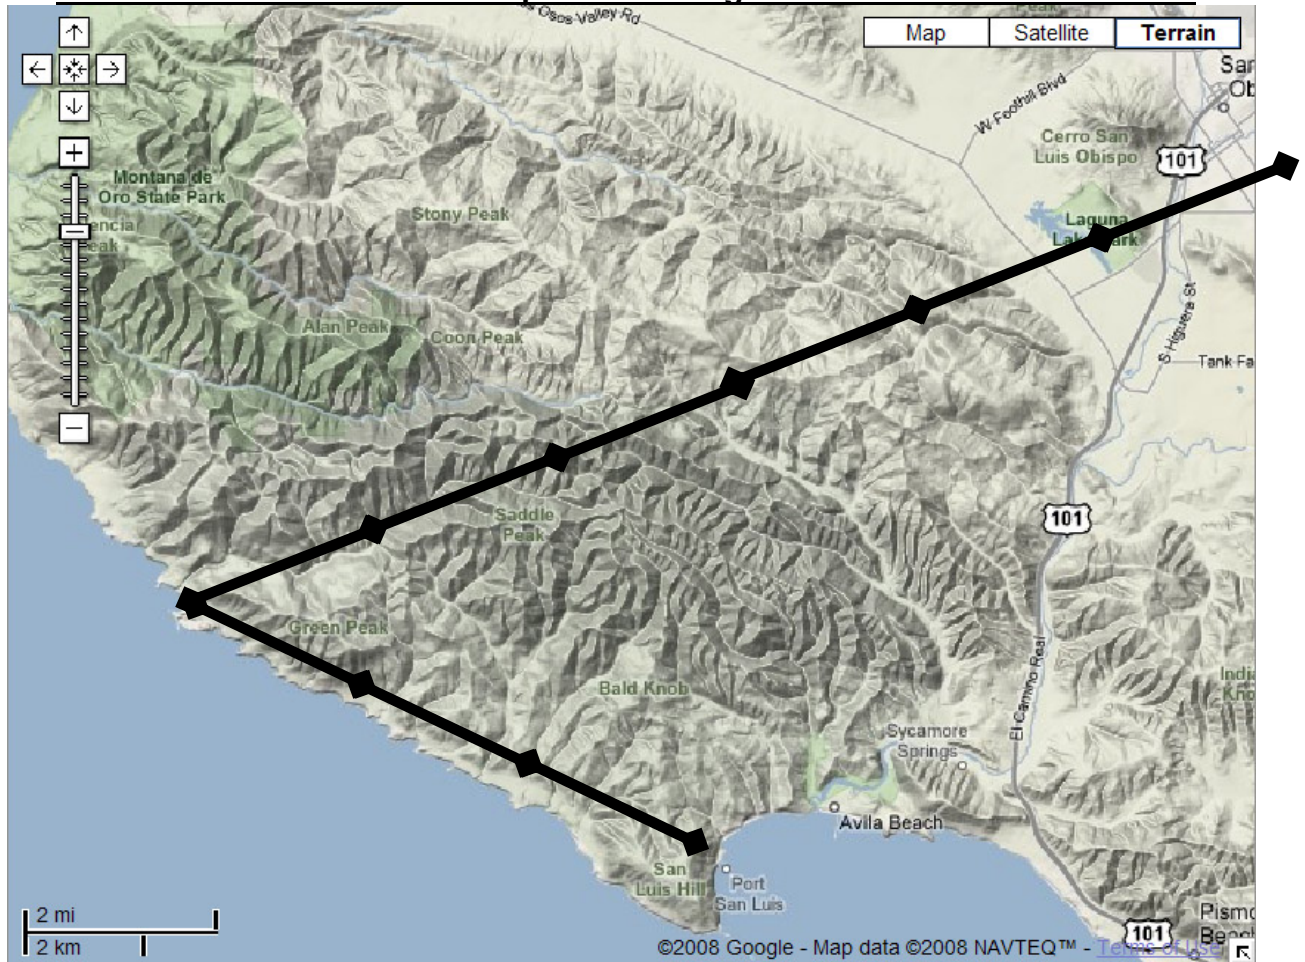 Osos Valley Rd
Peak
Map
Satellite
Terrain
San
Ob
W Foothill Blvd
Cerro San
Luis Obispo
101
Montana de
Oro State Park
Stony Peak
Laguna
Lake Park
encia
eak
Alan Peak
Coon Peak
S Higuera St
Tank Fa
Saddle
Peak
101
Green Peak
El Camino Real
Bald Knob
India
Kno
Sycamore
Springs
Avila Beach
San
Luis Hill
Port
San Luis
2 mi
2 km
Pismo
Beach
101
©2008 Google - Map data ©2008 NAVTEQ™ - Terms of Use